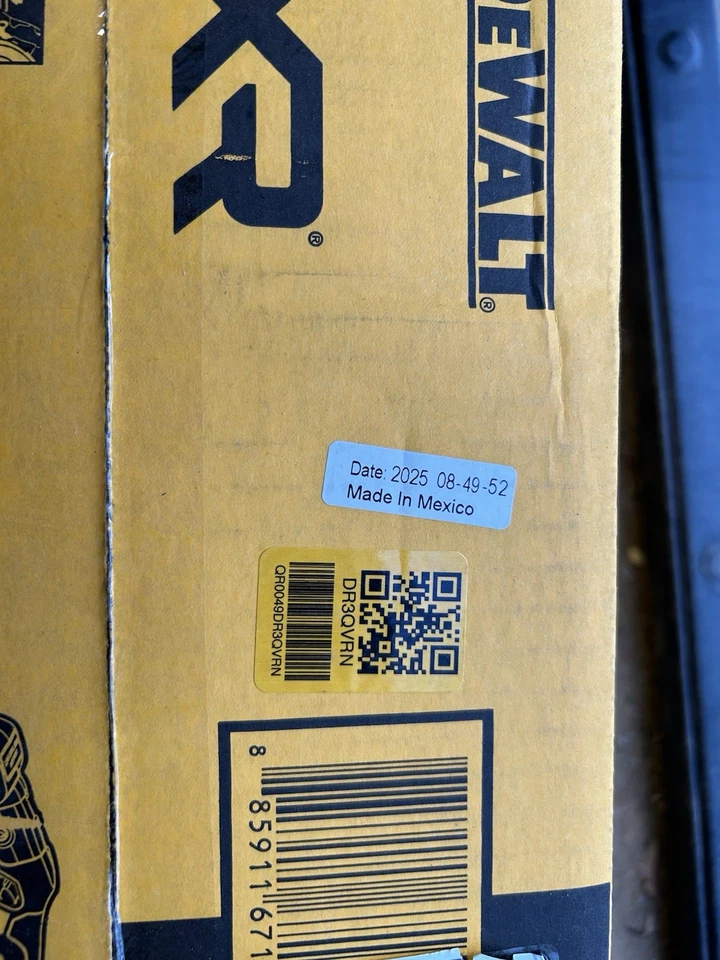 XR®
DEWALT®
Date: 2025 08-49-52
Made In Mexico
DR3QVRN
QR0049DR3QVRN
8 85911 671